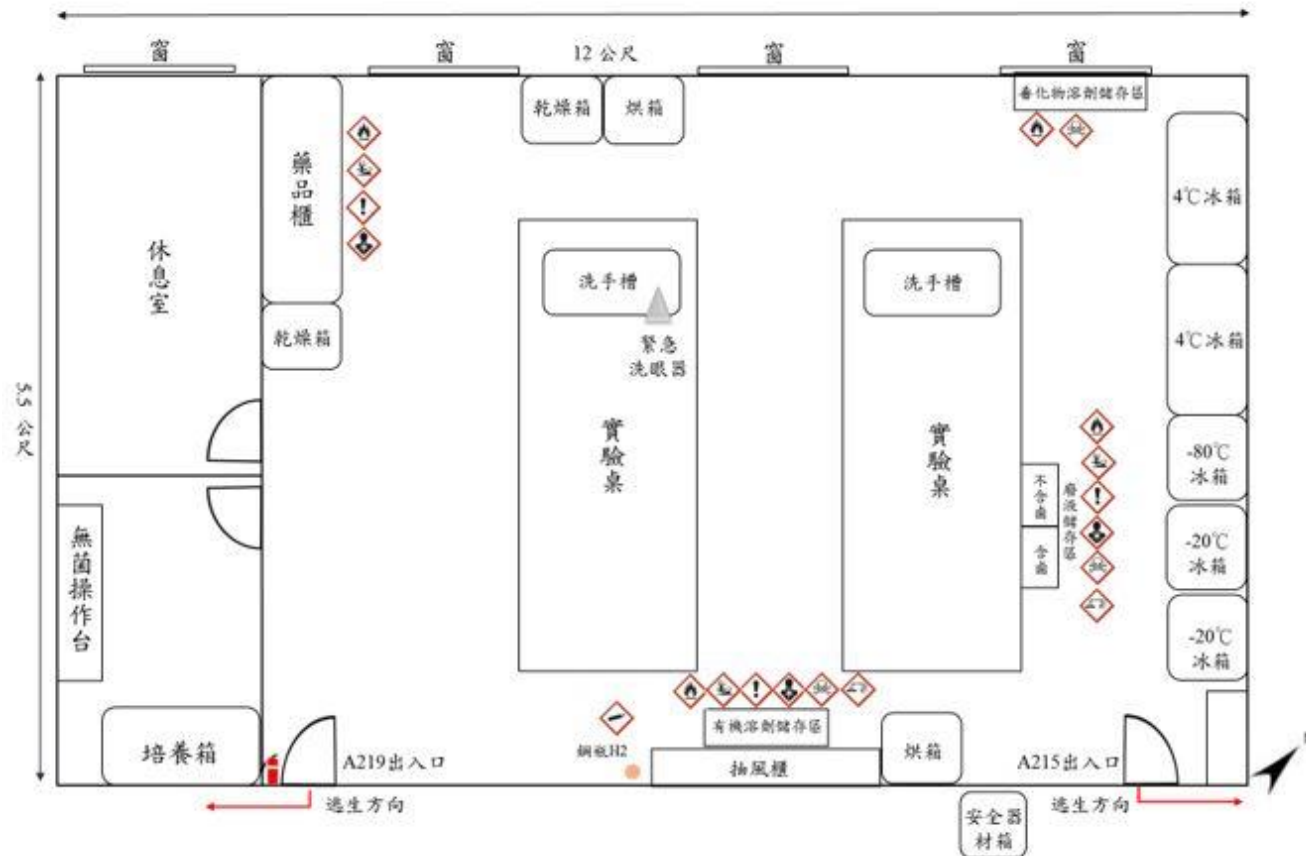 窗
窗
12 公尺
窗
窗
乾燥箱
烘箱
毒化物溶劑儲存區
藥品櫃
4℃冰箱
休息室
洗手槽
洗手槽
緊急
洗眼器
乾燥箱
4℃冰箱
5.5 公尺
實驗桌
實驗桌
-80℃
冰箱
不含鹵
廢液儲存區
含鹵
無菌操作台
-20℃
冰箱
-20℃
冰箱
有機溶劑儲存區
培養箱
A219出入口
鋼瓶H2
抽風櫃
烘箱
A215出入口
逃生方向
逃生方向
安全器
材箱